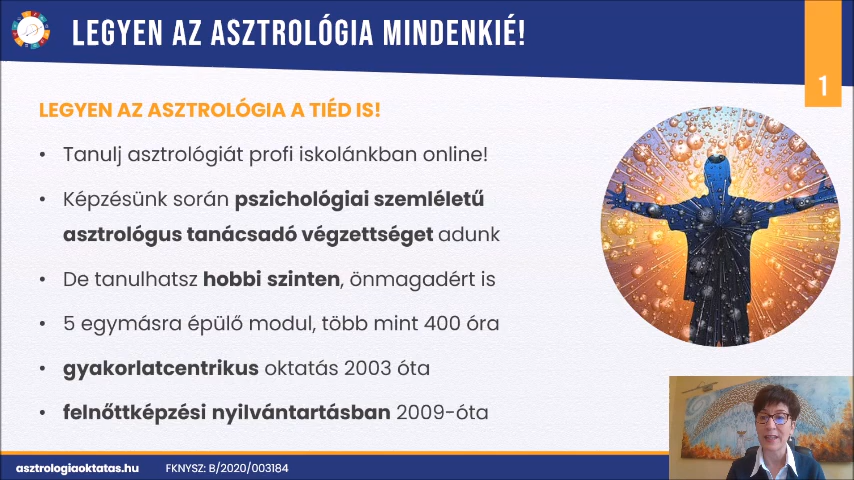 LEGYEN AZ ASZTROLÓGIA MINDENKIÉ!
1
LEGYEN AZ ASZTROLÓGIA A TIÉD IS!
• Tanulj asztrológiát profi iskolánkban online!
• Képzésünk során pszichológiai szemléletű
asztrológus tanácsadó végzettséget adunk
• De tanulhatsz hobbi szinten, önmagadért is
• 5 egymásra épülő modul, több mint 400 óra
• gyakorlatcentrikus oktatás 2003 óta
• felnőttképzési nyilvántartásban 2009-óta
asztrologiaoktatas.hu FKNYSZ: B/2020/003184